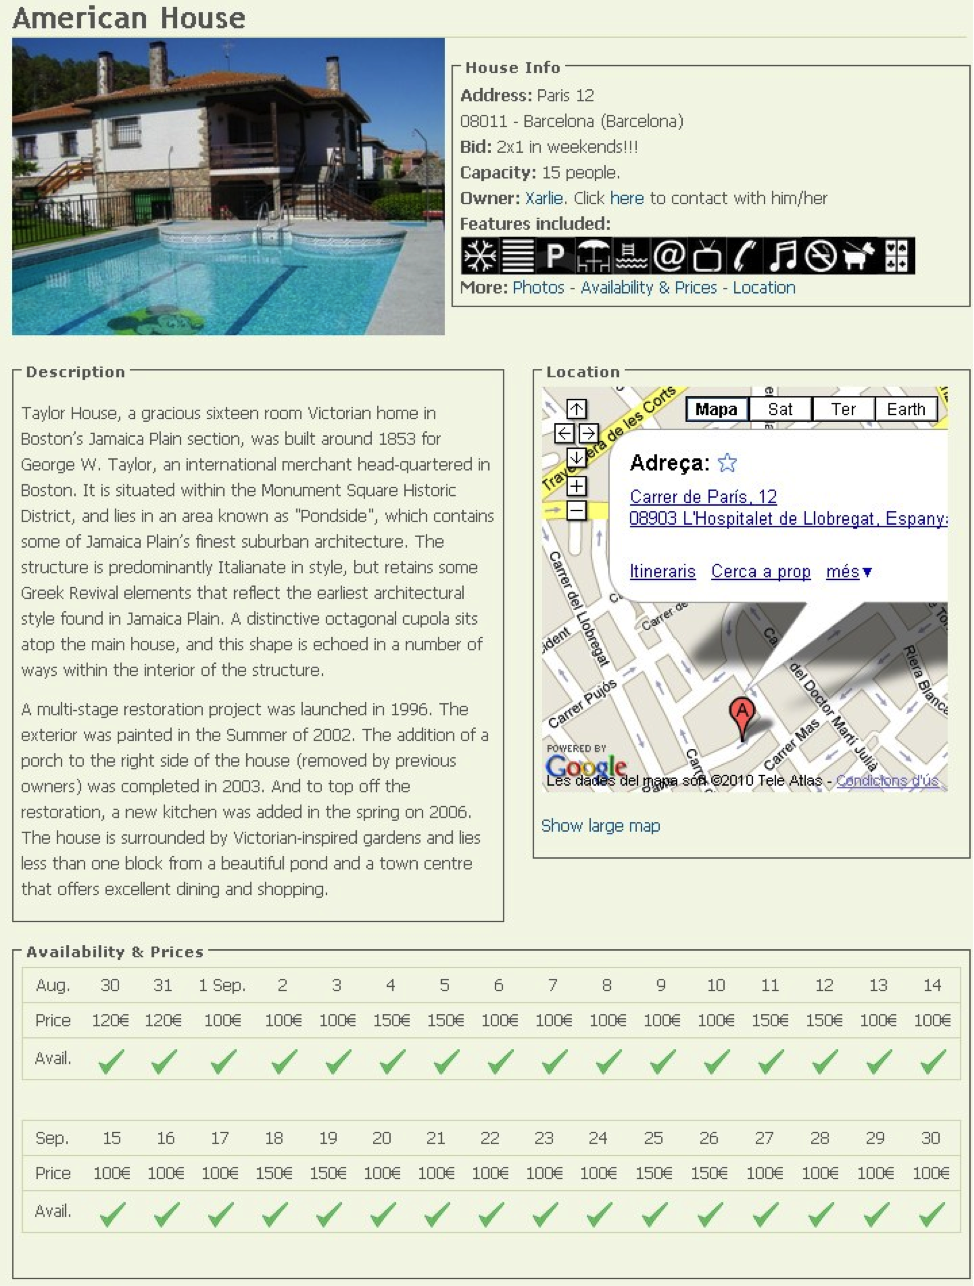 American House
House Info
Address: Paris 12
08011 - Barcelona (Barcelona)
Bid: 2x1 in weekends!!!
Capacity: 15 people.
Owner: Xarlie. Click here to contact with him/her
Features included:
P @
More: Photos - Availability & Prices - Location
Description
Taylor House, a gracious sixteen room Victorian home in
Boston's Jamaica Plain section, was built around 1853 for
George W. Taylor, an international merchant head-quartered in
Boston. It is situated within the Monument Square Historic
District, and lies in an area known as "Pondside", which contains
some of Jamaica Plain's finest suburban architecture. The
structure is predominantly Italianate in style, but retains some
Greek Revival elements that reflect the earliest architectural
style found in Jamaica Plain. A distinctive octagonal cupola sits
atop the main house, and this shape is echoed in a number of
ways within the interior of the structure.
A multi-stage restoration project was launched in 1996. The
exterior was painted in the Summer of 2002. The addition of a
porch to the right side of the house (removed by previous
owners) was completed in 2003. And to top off the
restoration, a new kitchen was added in the spring on 2006.
The house is surrounded by Victorian-inspired gardens and lies
less than one block from a beautiful pond and a town centre
that offers excellent dining and shopping.
Location
Mapa Sat Ter Earth
Travessera de les Corts
Adreça:
Carrer de París, 12
08903 L'Hospitalet de Llobregat, Espany
Itineraris Cerca a prop més
Carrer del Llobregat
Carrer de
ident
Carrer Pujós
Riera Blanca
del Doctor Martí Julià
Carrer Mas
A
POWERED BY
Google
Les dades del mapa són ©2010 Tele Atlas - Condicions d'ús
Show large map
Availability & Prices
Aug. 30 31 1 Sep. 2 3 4 5 6 7 8 9 10 11 12 13 14
Price 120€ 120€ 100€ 100€ 100€ 150€ 150€ 100€ 100€ 100€ 100€ 100€ 150€ 150€ 100€ 100€
Avail.
Sep. 15 16 17 18 19 20 21 22 23 24 25 26 27 28 29 30
Price 100€ 100€ 100€ 150€ 150€ 100€ 100€ 100€ 100€ 100€ 150€ 150€ 100€ 100€ 100€ 100€
Avail.